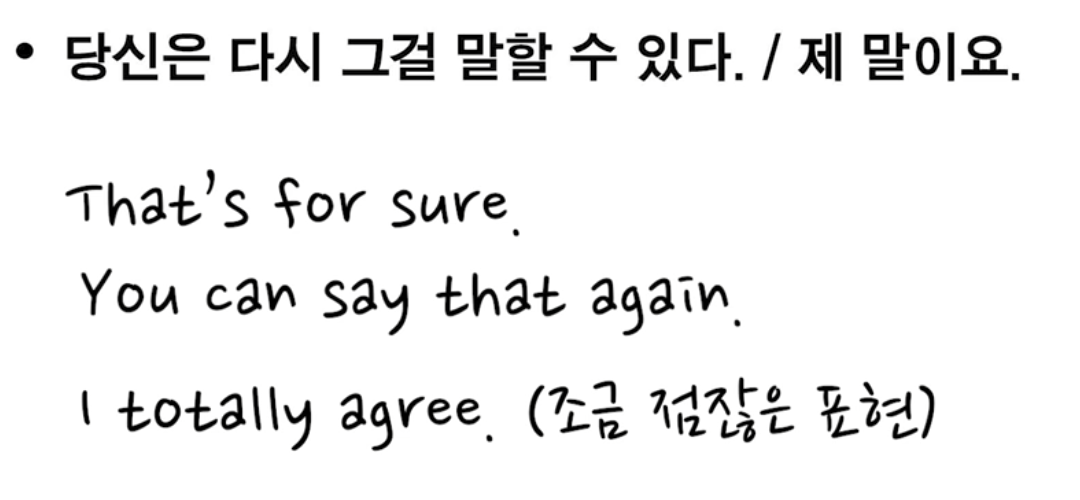 • 당신은 다시 그걸 말할 수 있다. / 제 말이요.
That's for sure.
You can say that again.
I totally agree. (조금 점잖은 표현)